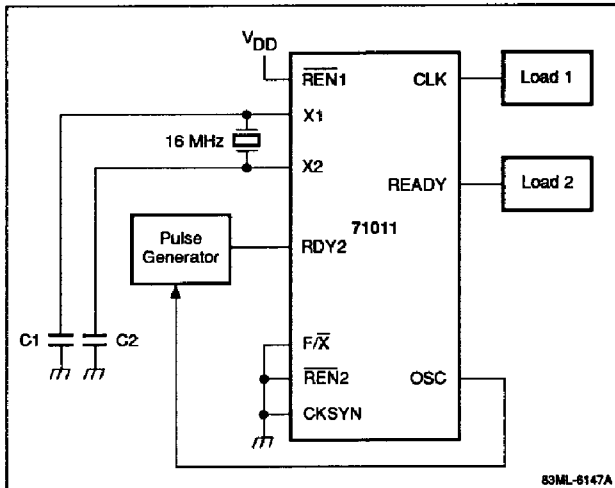 VDD
REN1
CLK
Load 1
X1
16 MHz
X2
READY
Load 2
71011
Pulse
Generator
RDY2
C1
C2
F/X̅
R̅E̅N̅2
OSC
CKSYN
83ML-6147A